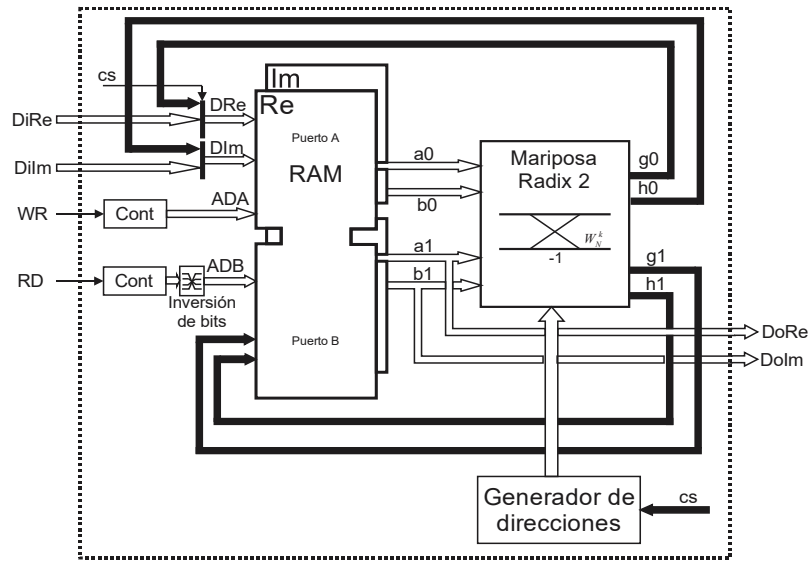 cs
DiRe
DiIm
DRe
DIm
Im
Re
Puerto A
RAM
WR
Cont
ADA
RD
Cont
ADB
Inversión
de bits
Puerto B
a0
b0
a1
b1
Mariposa
Radix 2
W_N^k
-1
g0
h0
g1
h1
DoRe
DoIm
Generador de
direcciones
cs